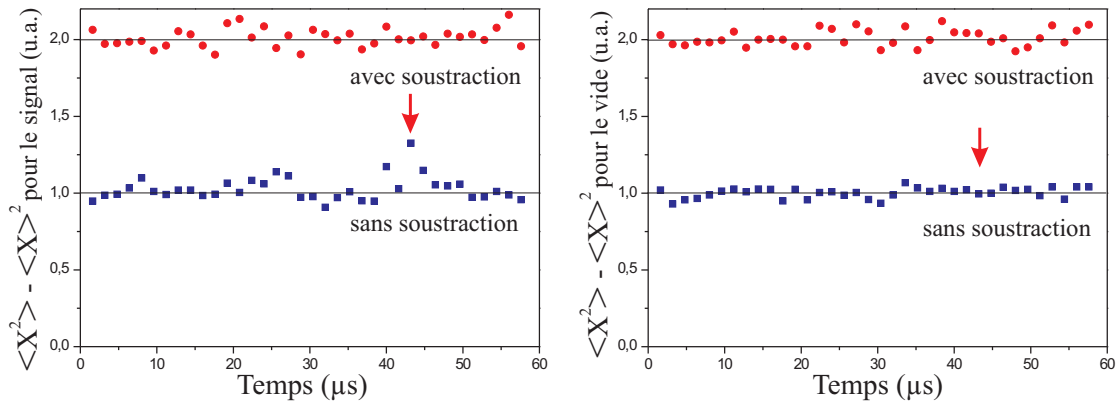 <X²> - <X>² pour le signal (u.a.)
2,0
1,5
1,0
0,5
0,0
avec soustraction
sans soustraction
0 10 20 30 40 50 60
Temps (µs)
<X²> - <X>² pour le vide (u.a.)
2,0
1,5
1,0
0,5
0,0
avec soustraction
sans soustraction
0 10 20 30 40 50 60
Temps (µs)